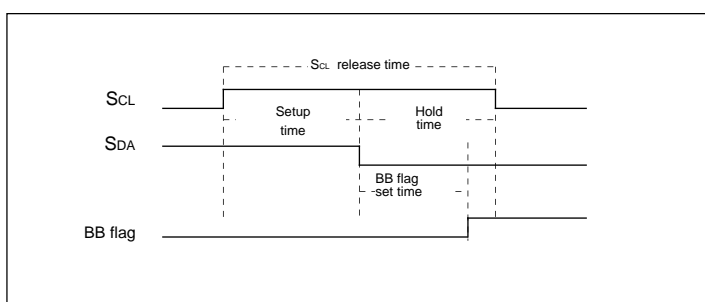 SCL release time
SCL
Setup
time
Hold
time
SDA
BB flag
set time
BB flag